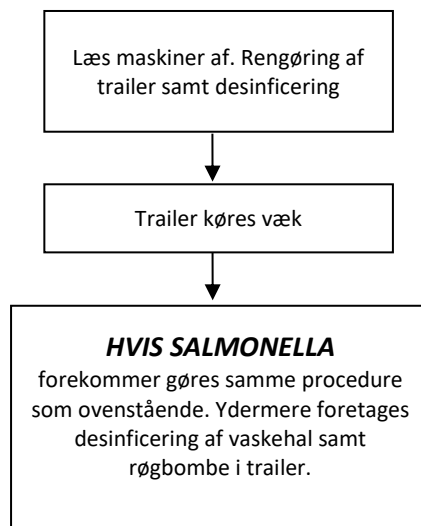 Læs maskiner af. Rengøring af
trailer samt desinficering
Trailer køres væk
HVIS SALMONELLA
forekommer gøres samme procedure
som ovenstående. Ydermere foretages
desinficering af vaskehal samt
røgbombe i trailer.